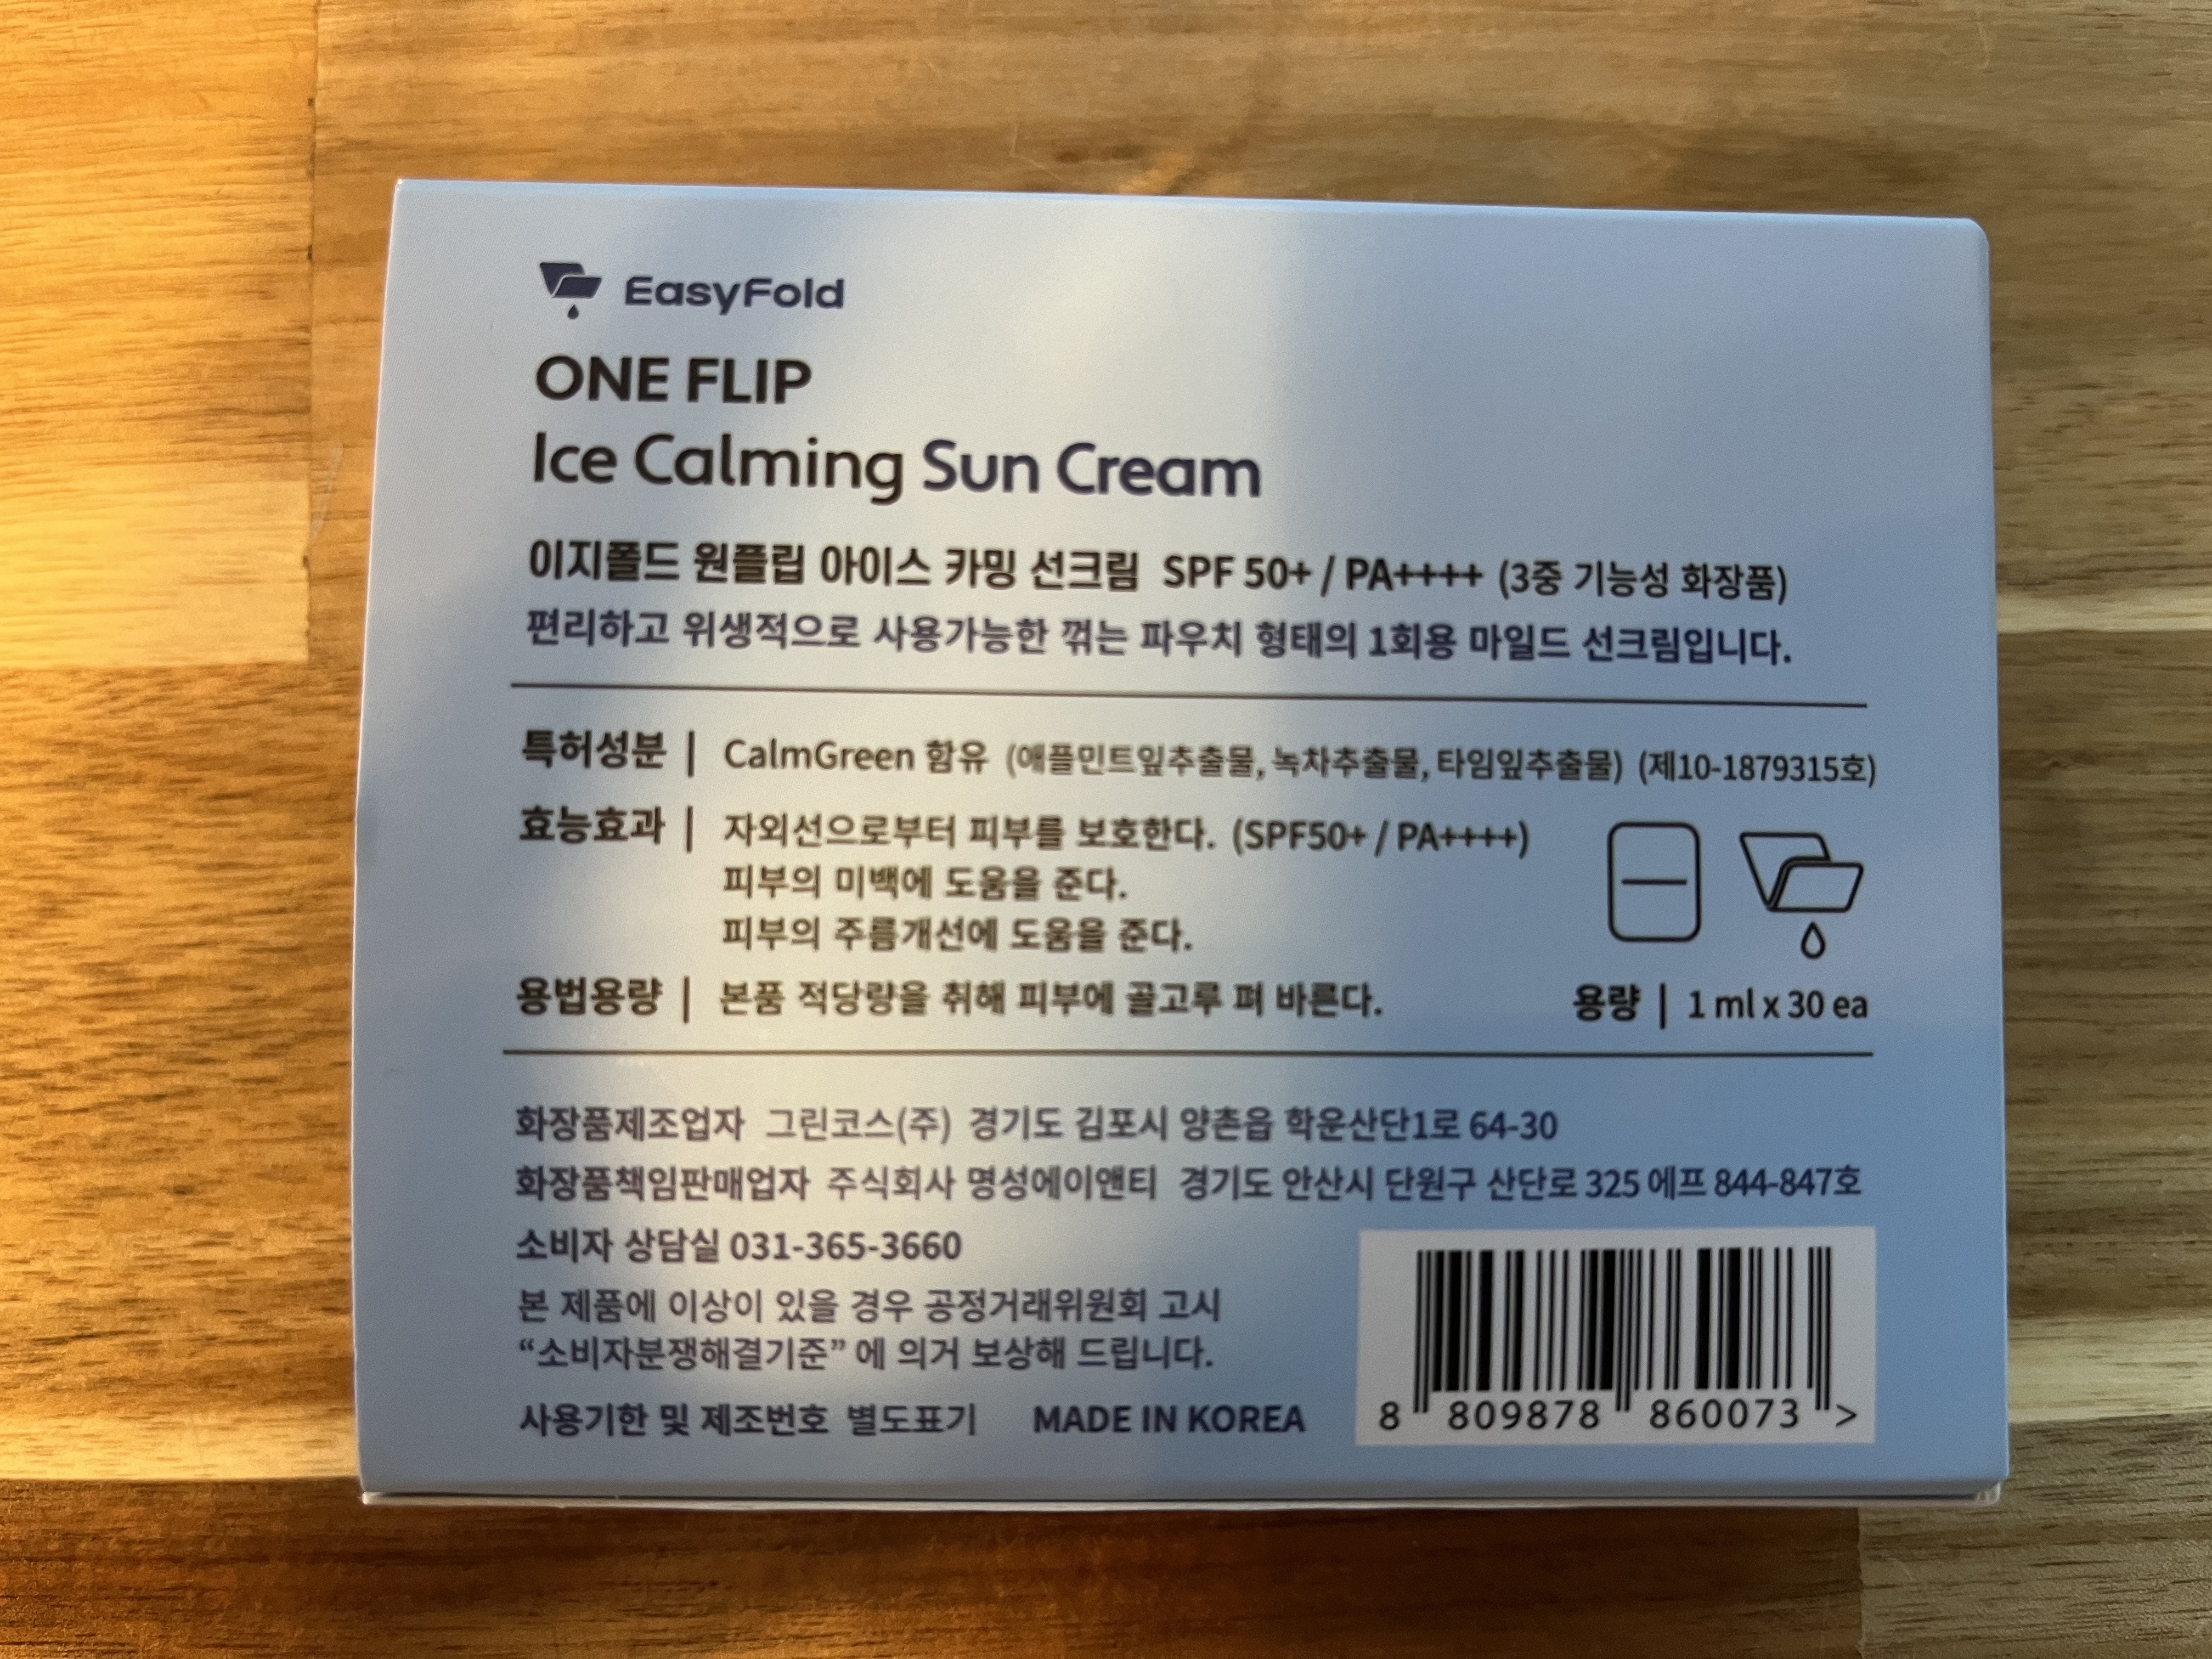 EasyFold
ONE FLIP
Ice Calming Sun Cream
이지폴드 원플립 아이스 카밍 선크림 SPF 50+ / PA++++ (3중 기능성 화장품)
편리하고 위생적으로 사용가능한 꺾는 파우치 형태의 1회용 마일드 선크림입니다.
특허성분 | CalmGreen 함유 (애플민트잎추출물, 녹차추출물, 타임잎추출물) (제10-1879315호)
효능효과 | 자외선으로부터 피부를 보호한다. (SPF50+ / PA++++)
피부의 미백에 도움을 준다.
피부의 주름개선에 도움을 준다.
용법용량 | 본품 적당량을 취해 피부에 골고루 펴 바른다.
용량 | 1 ml x 30 ea
화장품제조업자 그린코스(주) 경기도 김포시 양촌읍 학운산단1로 64-30
화장품책임판매업자 주식회사 명성에이앤티 경기도 안산시 단원구 산단로 325 에프 844-847호
소비자 상담실 031-365-3660
본 제품에 이상이 있을 경우 공정거래위원회 고시
“소비자분쟁해결기준” 에 의거 보상해 드립니다.
사용기한 및 제조번호 별도표기 MADE IN KOREA
8 809878 860073 >